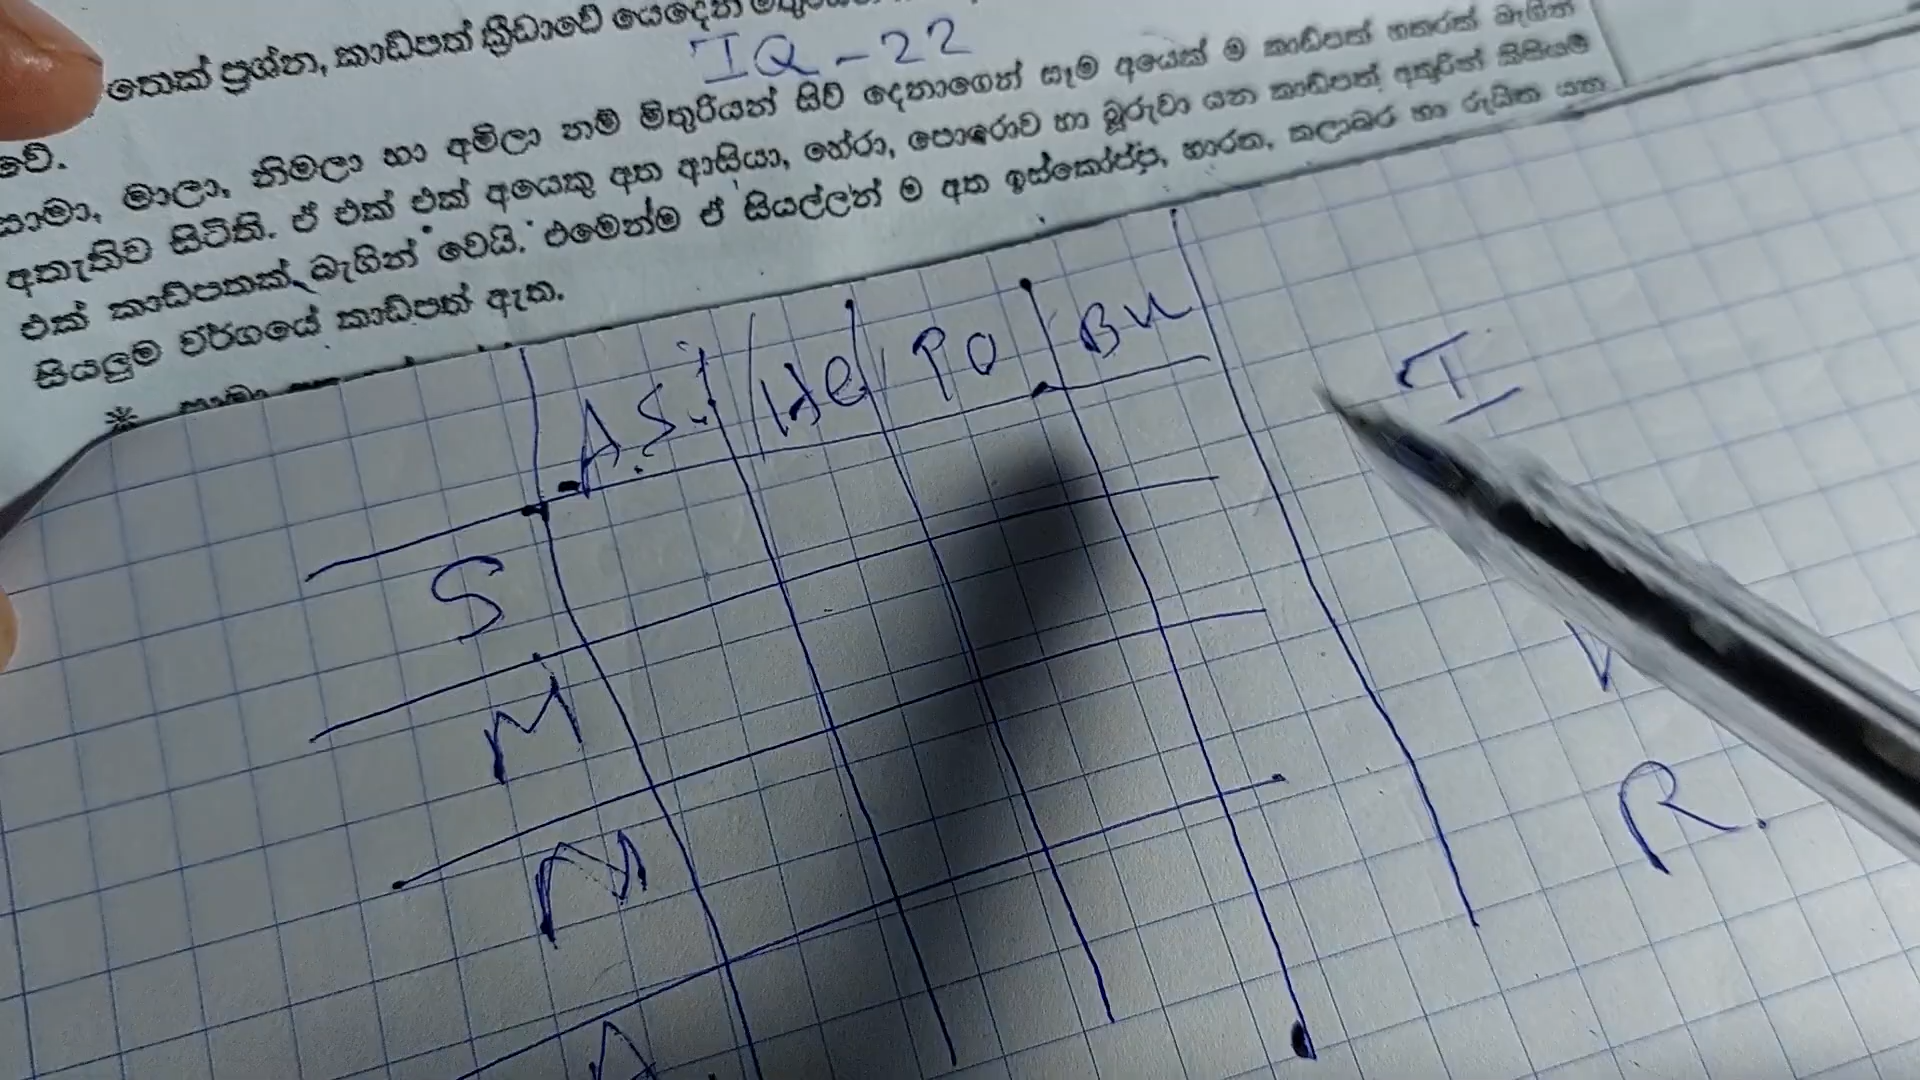 තෙක් ප්‍රශ්න, කාඩ්පත් ක්‍රීඩාවේ යෙදෙන
IQ - 22
වේ.
සාමා, මාලා, නිමලා හා අමිලා නම් මිතුරියන් සිව් දෙනාගෙන් සෑම අයෙක් ම කාඩ්පත් හතරක් බැගින්
අතැතිව සිටිති. ඒ එක් එක් අයෙකු අත ආසියා, හේරා, පොරොව හා බූරුවා යන කාඩ්පත් අතුරින් කිසියම්
එක් කාඩ්පතක් බැගින් වෙයි. එමෙන්ම ඒ සියල්ලන් ම අත ඉස්කෝප්ප, හාරත, කලාබර හා රුයිත යන
සියලුම වර්ගයේ කාඩ්පත් ඇත.
Asi He Po Bu
I
S
M
R.
N
A